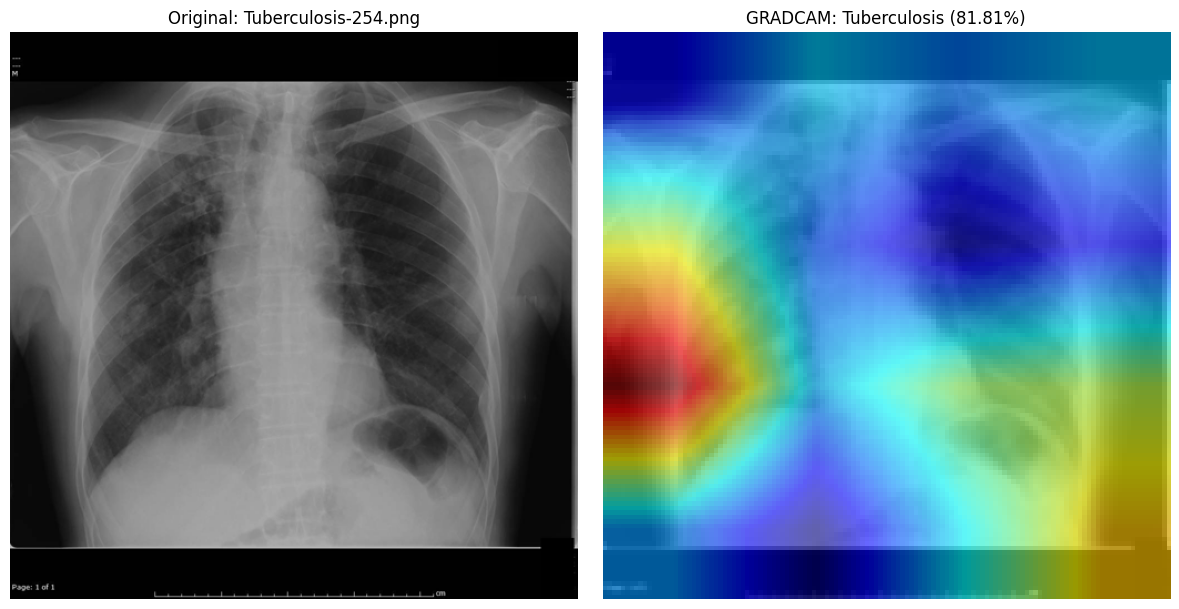 Original: Tuberculosis-254.png
GRADCAM: Tuberculosis (81.81%)
M
Page: 1 of 1
cm